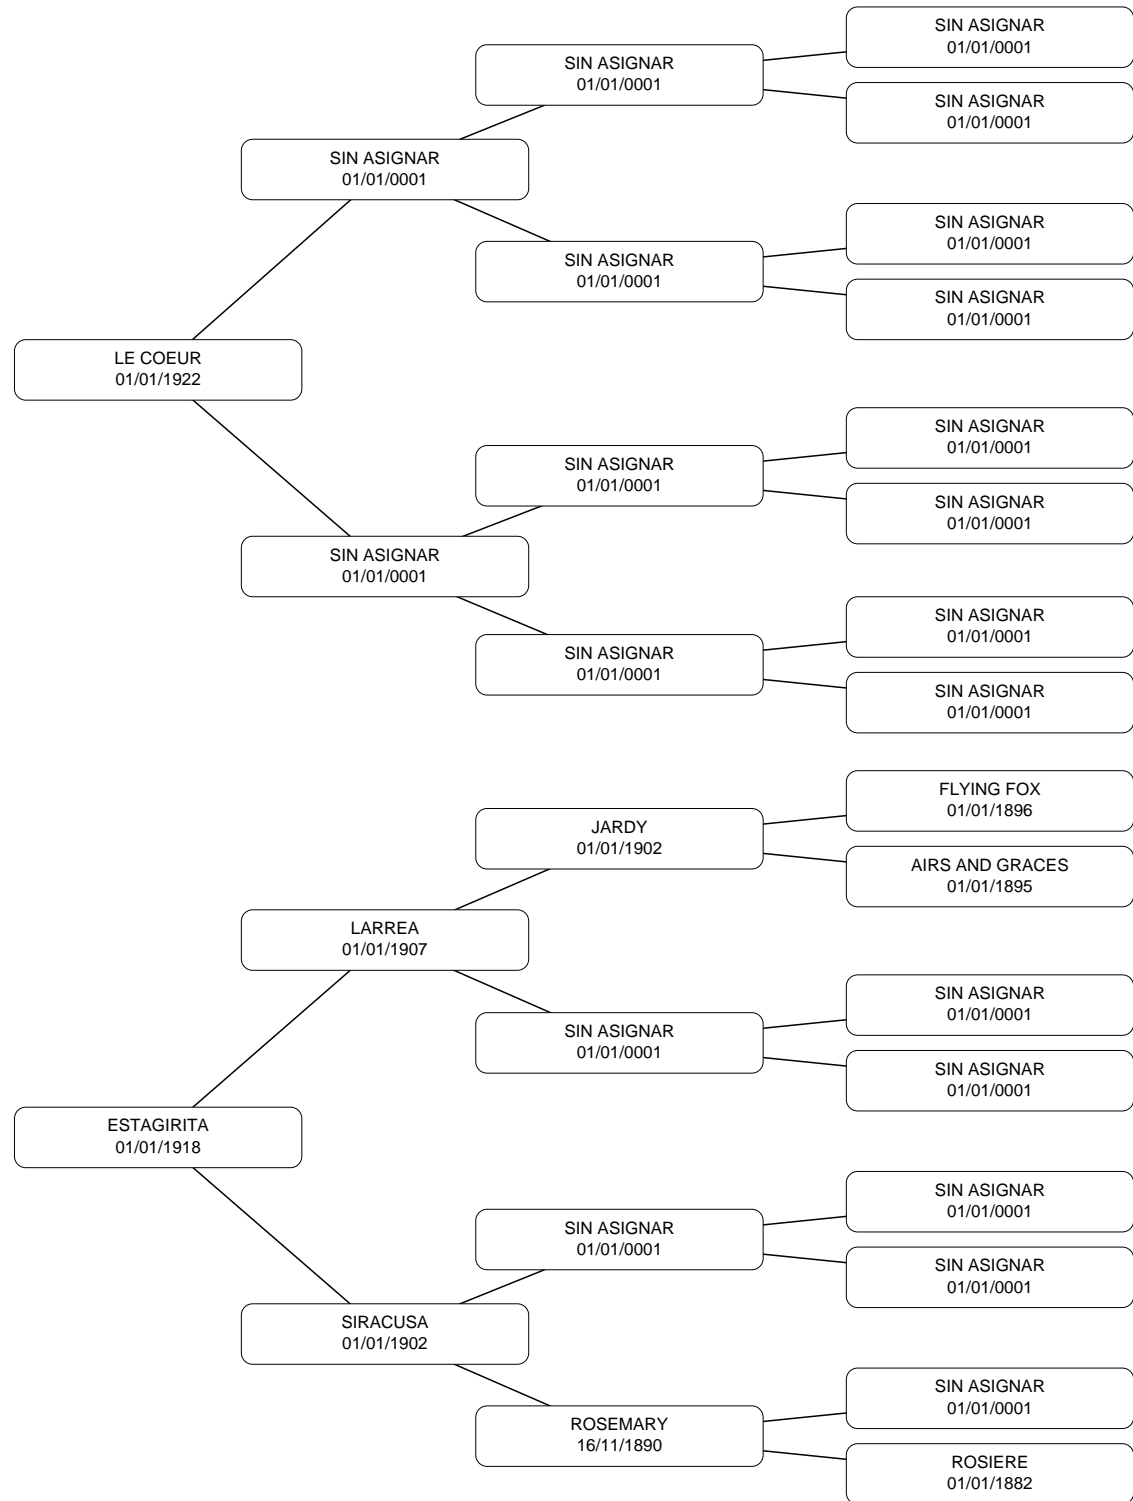 SIN ASIGNAR
01/01/0001
SIN ASIGNAR
01/01/0001
SIN ASIGNAR
01/01/0001
SIN ASIGNAR
01/01/0001
SIN ASIGNAR
01/01/0001
SIN ASIGNAR
01/01/0001
SIN ASIGNAR
01/01/0001
LE COEUR
01/01/1922
SIN ASIGNAR
01/01/0001
SIN ASIGNAR
01/01/0001
SIN ASIGNAR
01/01/0001
SIN ASIGNAR
01/01/0001
SIN ASIGNAR
01/01/0001
SIN ASIGNAR
01/01/0001
SIN ASIGNAR
01/01/0001
FLYING FOX
01/01/1896
JARDY
01/01/1902
AIRS AND GRACES
01/01/1895
LARREA
01/01/1907
SIN ASIGNAR
01/01/0001
SIN ASIGNAR
01/01/0001
SIN ASIGNAR
01/01/0001
ESTAGIRITA
01/01/1918
SIN ASIGNAR
01/01/0001
SIN ASIGNAR
01/01/0001
SIN ASIGNAR
01/01/0001
SIRACUSA
01/01/1902
SIN ASIGNAR
01/01/0001
ROSEMARY
16/11/1890
ROSIERE
01/01/1882